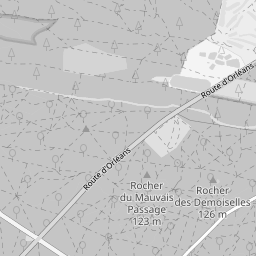 Route d'Orléans
Route d'Orléans
Rocher
du Mauvais
Passage
123 m
Rocher
des Demoiselles
126 m